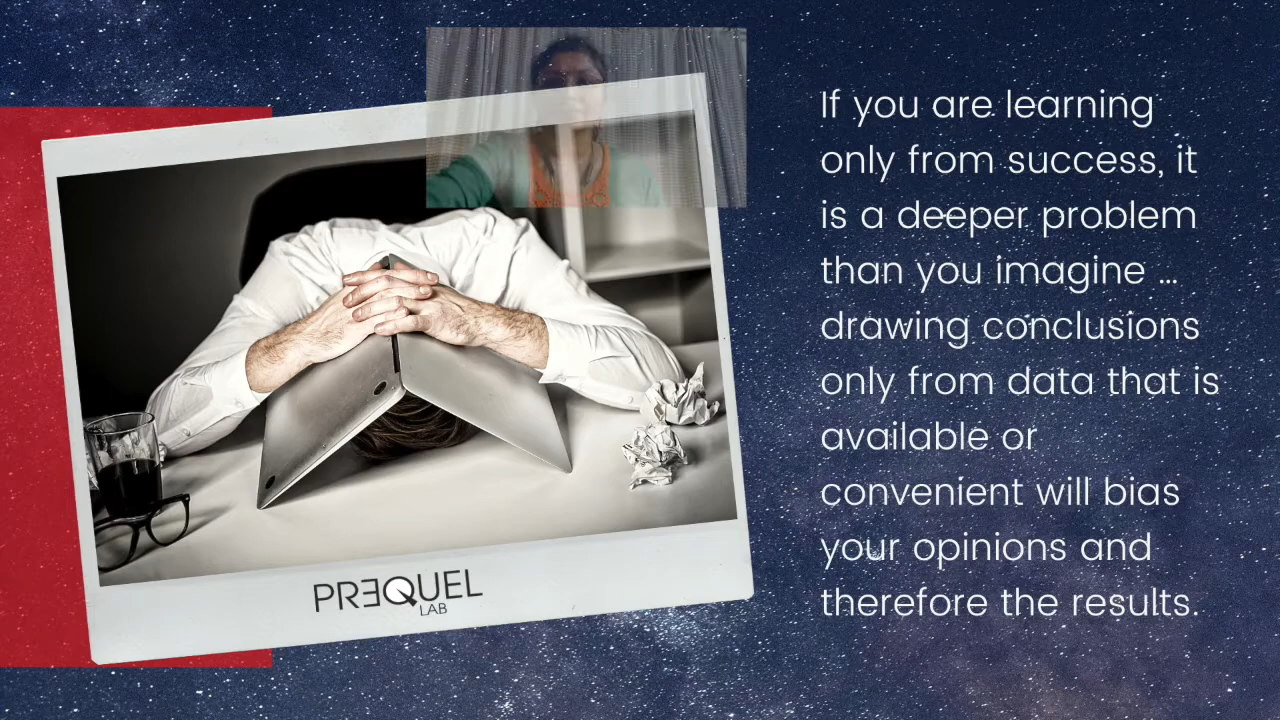 If you are learning
only from success, it
is a deeper problem
than you imagine ...
drawing conclusions
only from data that is
available or
convenient will bias
your opinions and
therefore the results.
PREQUEL
LAB